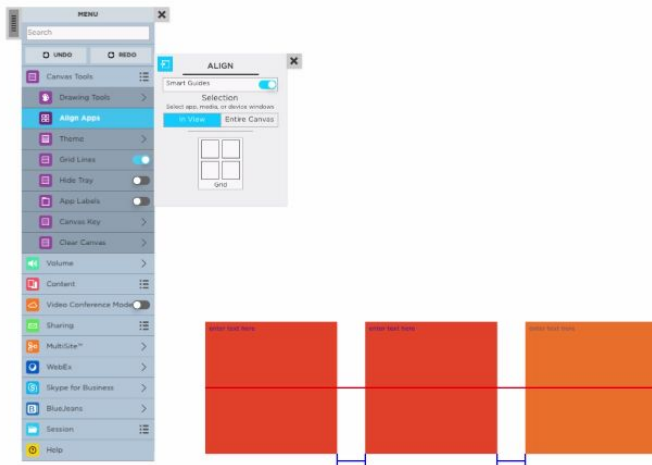 MENU
Search
UNDO
REDO
Canvas Tools
Drawing Tools
Align Apps
Theme
Grid Lines
Hide Tray
App Labels
Canvas Key
Clear Canvas
Volume
Content
Video Conference Mode
Sharing
MultiSite™
WebEx
Skype for Business
BlueJeans
Session
Help
ALIGN
Smart Guides
Selection
Select app, media, or device windows
In View
Entire Canvas
Grid
enter text here
enter text here
enter text here